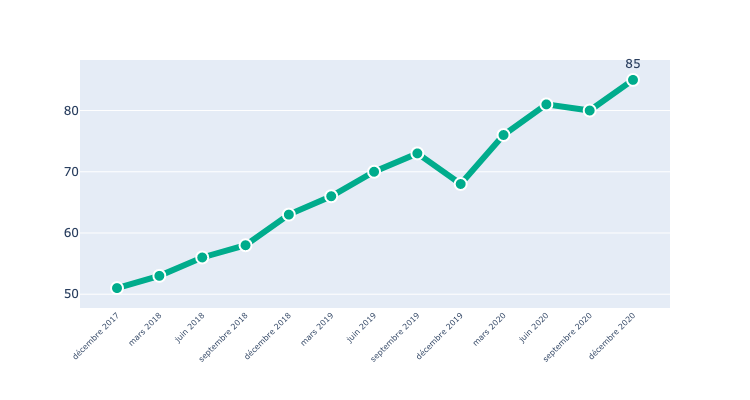 85
80
70
60
50
décembre 2017
mars 2018
juin 2018
septembre 2018
décembre 2018
mars 2019
juin 2019
septembre 2019
décembre 2019
mars 2020
juin 2020
septembre 2020
décembre 2020